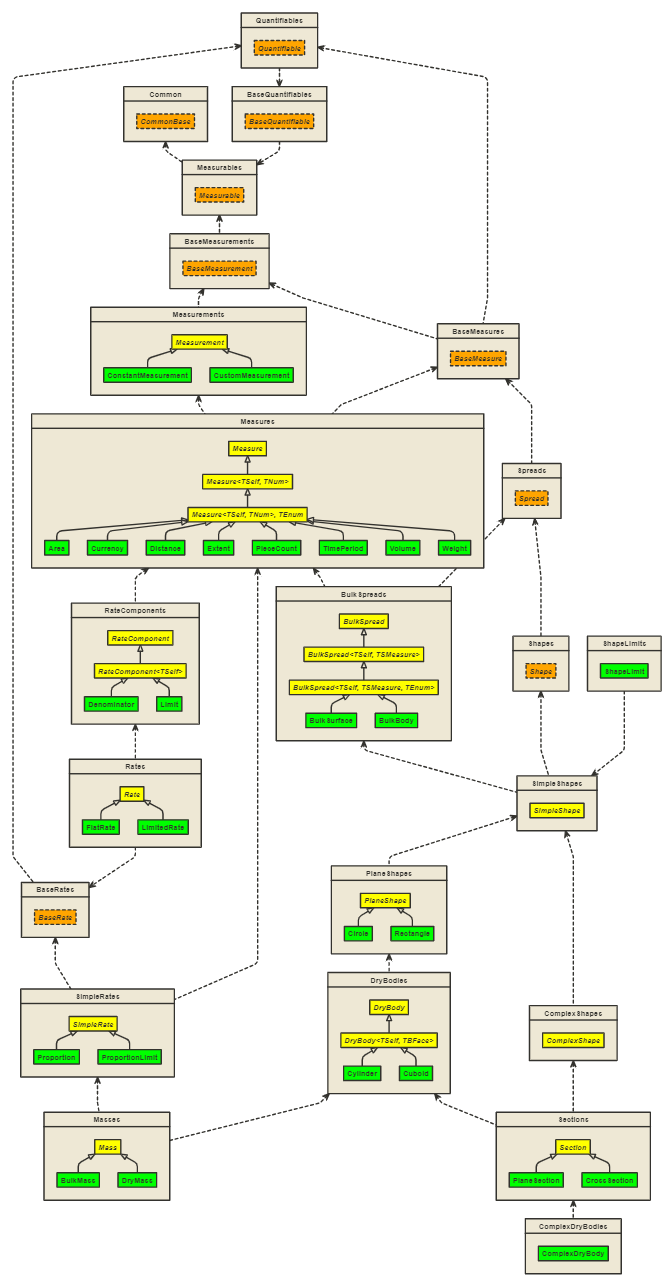 Quantifiables
Quantifiable
Common
CommonBase
BaseQuantifiables
BaseQuantifiable
Measurables
Measurable
BaseMeasurements
BaseMeasurement
Measurements
Measurement
ConstantMeasurement
CustomMeasurement
BaseMeasures
BaseMeasure
Measures
Measure
Measure<TSelf, TNum>
Measure<TSelf, TNum>, TEnum
Area
Currency
Distance
Extent
PieceCount
TimePeriod
Volume
Weight
Spreads
Spread
RateComponents
RateComponent
RateComponent<TSelf>
Denominator
Limit
BulkSpreads
BulkSpread
BulkSpread<TSelf, TSMeasure>
BulkSpread<TSelf, TSMeasure, TEnum>
BulkSurface
BulkBody
Shapes
Shape
ShapeLimits
ShapeLimit
Rates
Rate
FlatRate
LimitedRate
SimpleShapes
SimpleShape
BaseRates
BaseRate
PlaneShapes
PlaneShape
Circle
Rectangle
SimpleRates
SimpleRate
Proportion
ProportionLimit
DryBodies
DryBody
DryBody<TSelf, TBFace>
Cylinder
Cuboid
ComplexShapes
ComplexShape
Masses
Mass
BulkMass
DryMass
Sections
Section
PlaneSection
CrossSection
ComplexDryBodies
ComplexDryBody